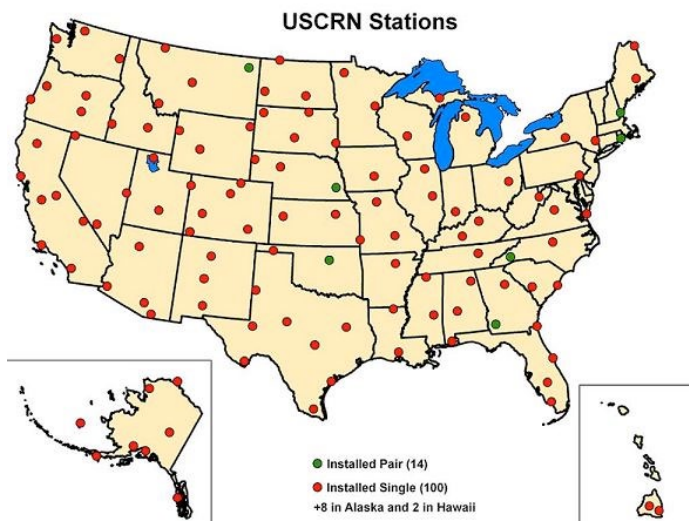 USCRN Stations
Installed Pair (14)
Installed Single (100)
+8 in Alaska and 2 in Hawaii